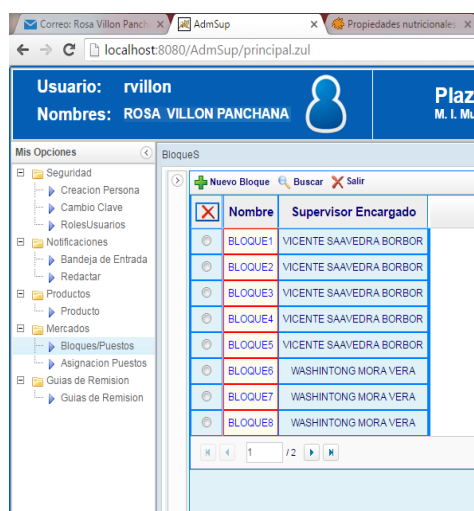 Correo: Rosa Villon Panch
AdmSup
Propiedades nutricionales
localhost:8080/AdmSup/principal.zul
Usuario: rvillon
Nombres: ROSA VILLON PANCHANA
Plaz
M. I. Mu
Mis Opciones
Seguridad
Creacion Persona
Cambio Clave
RolesUsuarios
Notificaciones
Bandeja de Entrada
Redactar
Productos
Producto
Mercados
Bloques/Puestos
Asignacion Puestos
Guias de Remision
Guias de Remision
BloqueS
Nuevo Bloque Buscar Salir
Nombre Supervisor Encargado
BLOQUE1 VICENTE SAAVEDRA BORBOR
BLOQUE2 VICENTE SAAVEDRA BORBOR
BLOQUE3 VICENTE SAAVEDRA BORBOR
BLOQUE4 VICENTE SAAVEDRA BORBOR
BLOQUE5 VICENTE SAAVEDRA BORBOR
BLOQUE6 WASHINTONG MORA VERA
BLOQUE7 WASHINTONG MORA VERA
BLOQUE8 WASHINTONG MORA VERA
1 / 2